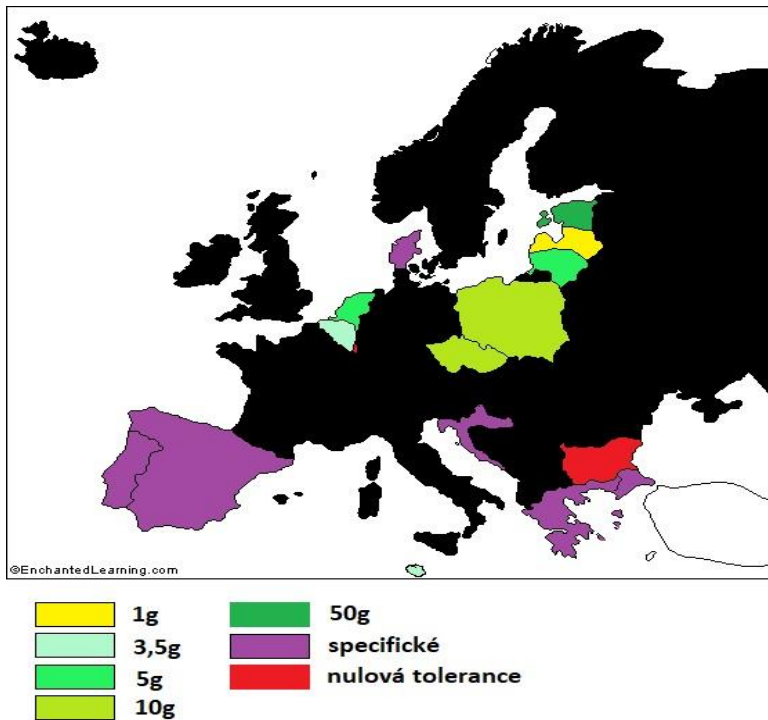 ©EnchantedLearning.com
1g
3,5g
5g
10g
50g
specifické
nulová tolerance